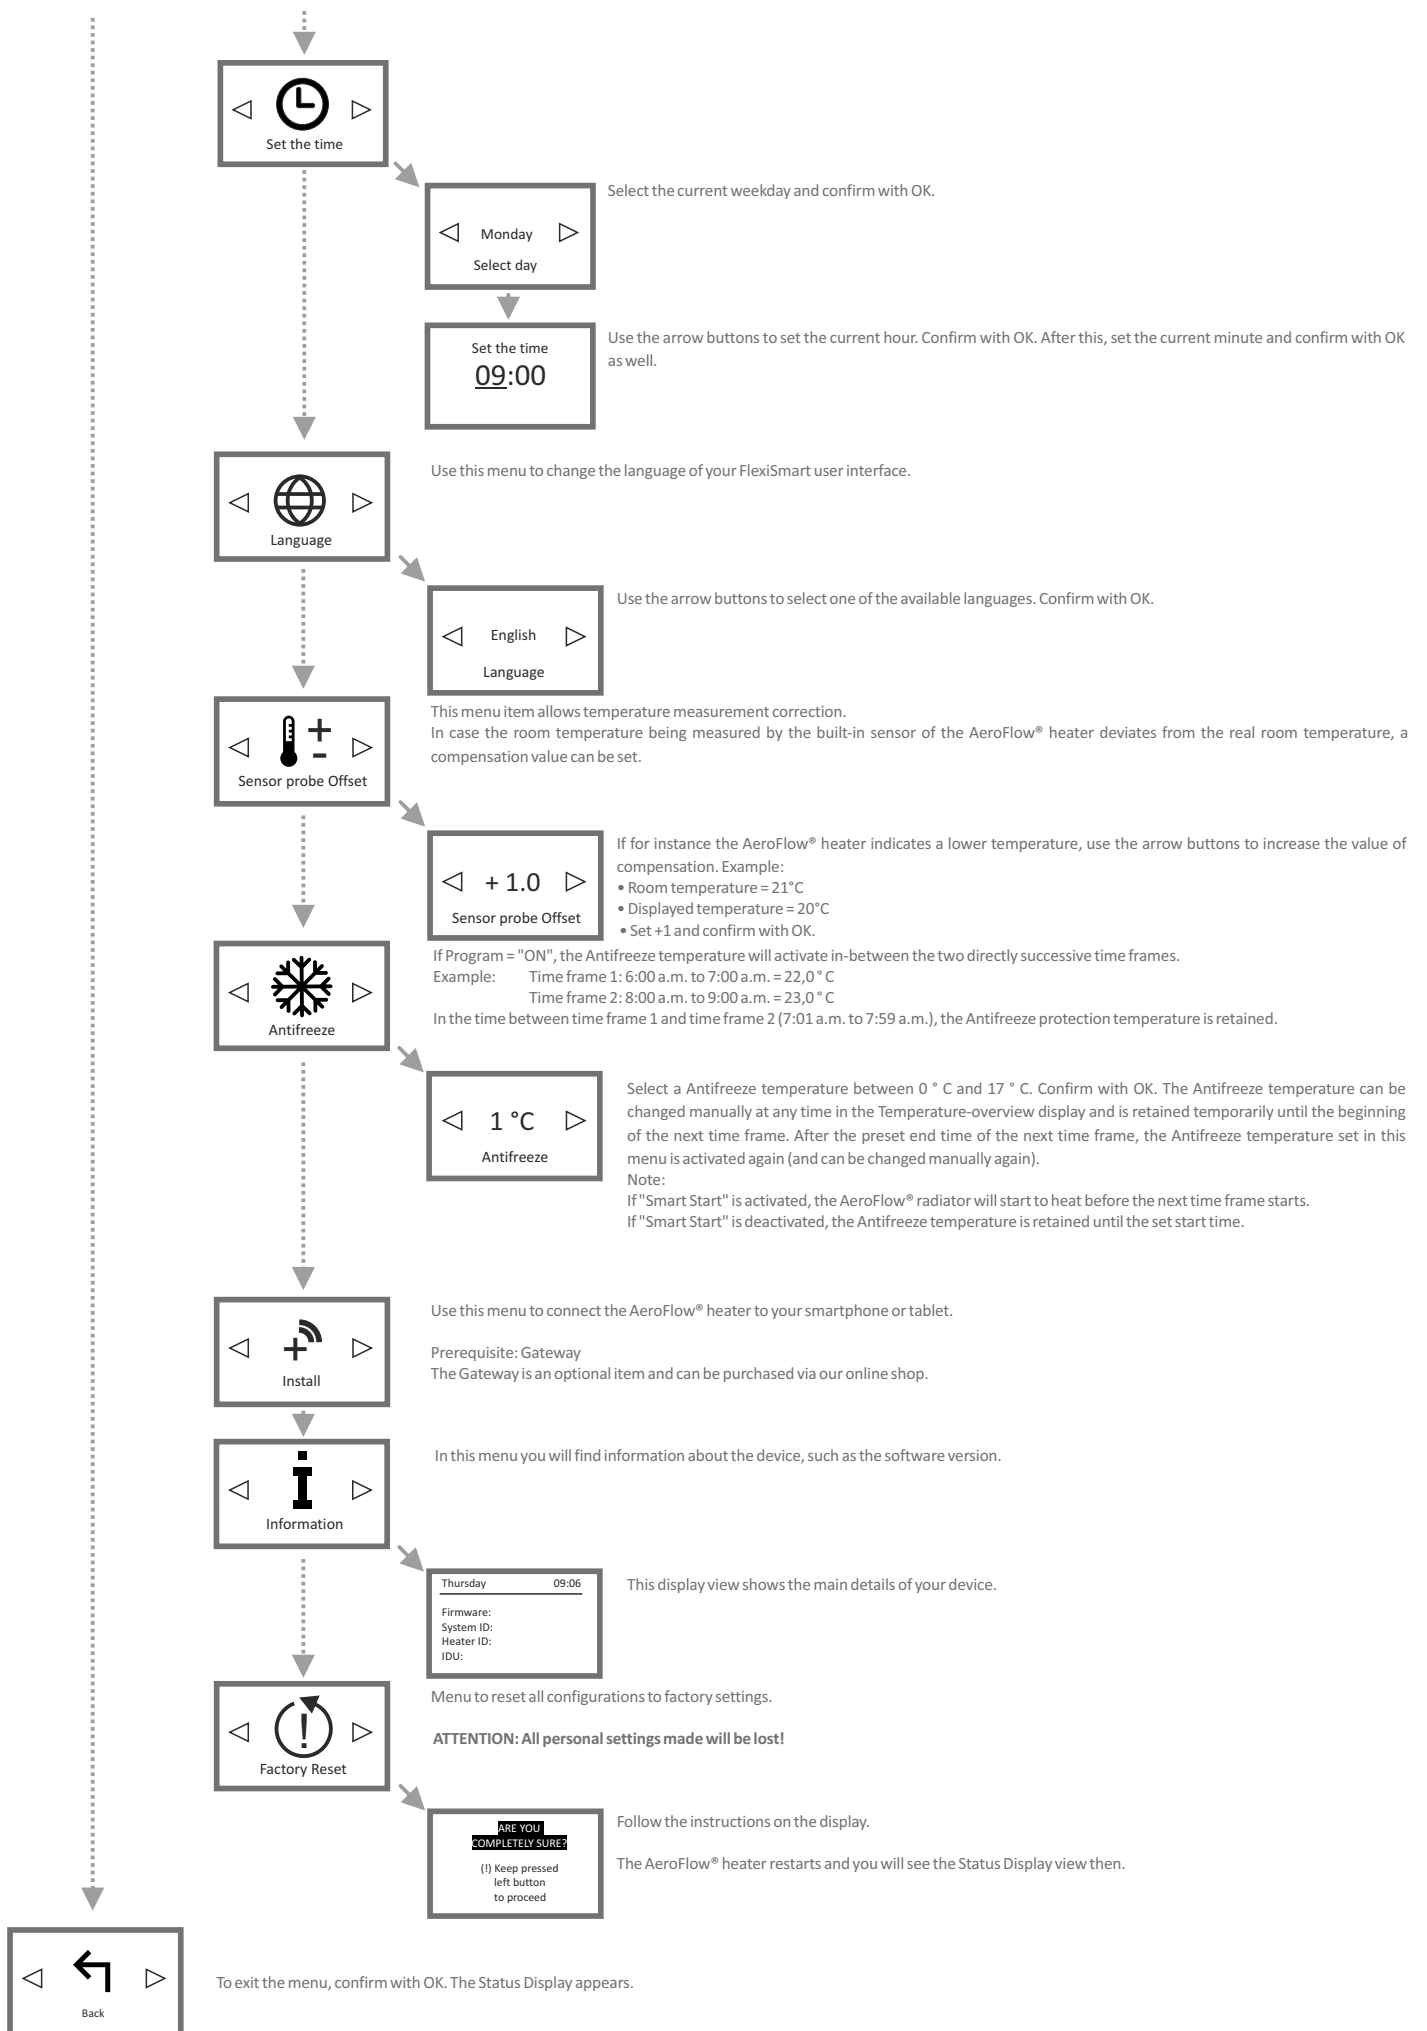 Set the time
Select the current weekday and confirm with OK.
Monday
Select day
Use the arrow buttons to set the current hour. Confirm with OK. After this, set the current minute and confirm with OK
as well.
Set the time
09:00
Use this menu to change the language of your FlexiSmart user interface.
Language
Use the arrow buttons to select one of the available languages. Confirm with OK.
English
Language
This menu item allows temperature measurement correction.
In case the room temperature being measured by the built-in sensor of the AeroFlow® heater deviates from the real room temperature, a
compensation value can be set.
+
-
Sensor probe Offset
If for instance the AeroFlow® heater indicates a lower temperature, use the arrow buttons to increase the value of
compensation. Example:
• Room temperature = 21°C
• Displayed temperature = 20°C
• Set +1 and confirm with OK.
+ 1.0
Sensor probe Offset
If Program = "ON", the Antifreeze temperature will activate in-between the two directly successive time frames.
Example: Time frame 1: 6:00 a.m. to 7:00 a.m. = 22,0 ° C
Time frame 2: 8:00 a.m. to 9:00 a.m. = 23,0 ° C
In the time between time frame 1 and time frame 2 (7:01 a.m. to 7:59 a.m.), the Antifreeze protection temperature is retained.
Antifreeze
Select a Antifreeze temperature between 0 ° C and 17 ° C. Confirm with OK. The Antifreeze temperature can be
changed manually at any time in the Temperature-overview display and is retained temporarily until the beginning
of the next time frame. After the preset end time of the next time frame, the Antifreeze temperature set in this
menu is activated again (and can be changed manually again).
Note:
If "Smart Start" is activated, the AeroFlow® radiator will start to heat before the next time frame starts.
If "Smart Start" is deactivated, the Antifreeze temperature is retained until the set start time.
1 °C
Antifreeze
Use this menu to connect the AeroFlow® heater to your smartphone or tablet.
Prerequisite: Gateway
The Gateway is an optional item and can be purchased via our online shop.
+
Install
In this menu you will find information about the device, such as the software version.
i
Information
This display view shows the main details of your device.
Thursday 09:06
Firmware:
System ID:
Heater ID:
IDU:
Menu to reset all configurations to factory settings.
ATTENTION: All personal settings made will be lost!
!
Factory Reset
Follow the instructions on the display.
The AeroFlow® heater restarts and you will see the Status Display view then.
ARE YOU
COMPLETELY SURE?
(!) Keep pressed
left button
to proceed
To exit the menu, confirm with OK. The Status Display appears.
Back